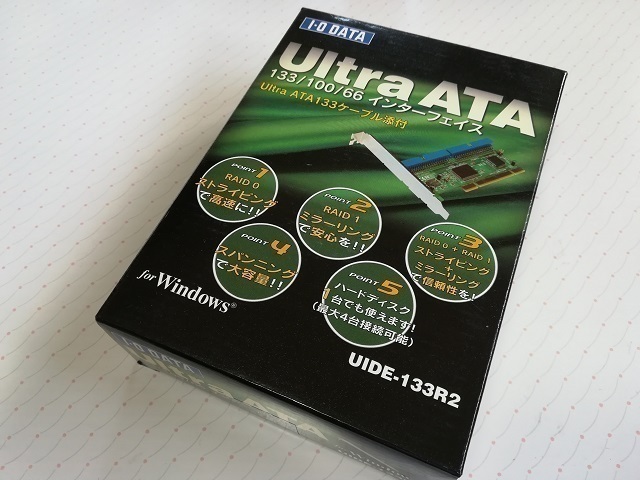 I-O DATA
Ultra ATA
133/100/66 インターフェイス
Ultra ATA133ケーブル添付
POINT 1
RAID 0
ストライピング
で高速に!!
POINT 2
RAID 1
ミラーリング
で安心を!!
POINT 3
RAID 0 + RAID 1
ストライピング
+
ミラーリング
で信頼性を!
POINT 4
スパンニング
で大容量!!
POINT 5
ハードディスク
1台でも使えます!
(最大4台接続可能)
for Windows®
UIDE-133R2
I-O DATA
Ultra ATA